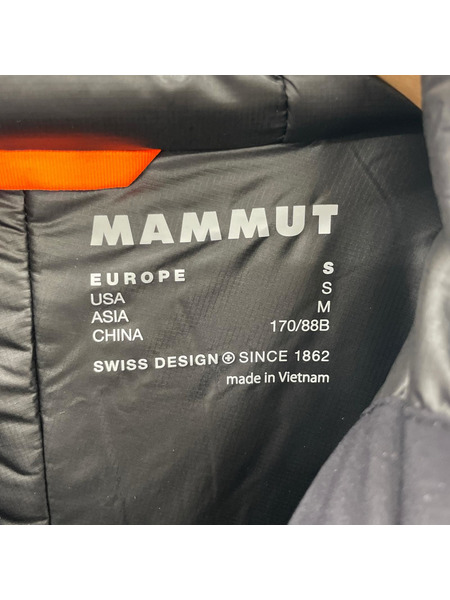 MAMMUT
EUROPE S
USA S
ASIA M
CHINA 170/88B
SWISS DESIGN SINCE 1862
made in Vietnam